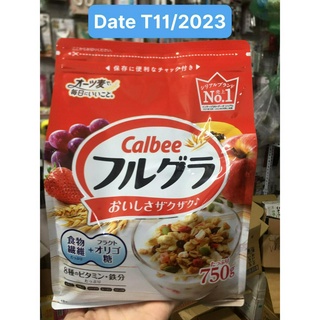 Date T11/2023
＜保存に便利なチャック付き＞
オーツ麦で
毎日にいいこと。
シリアルブランド
No.1
Calbee
フルグラ
おいしさザクザク♪
食物
繊維
+
フラクト
オリゴ
糖
8種のビタミン+鉄分
750g